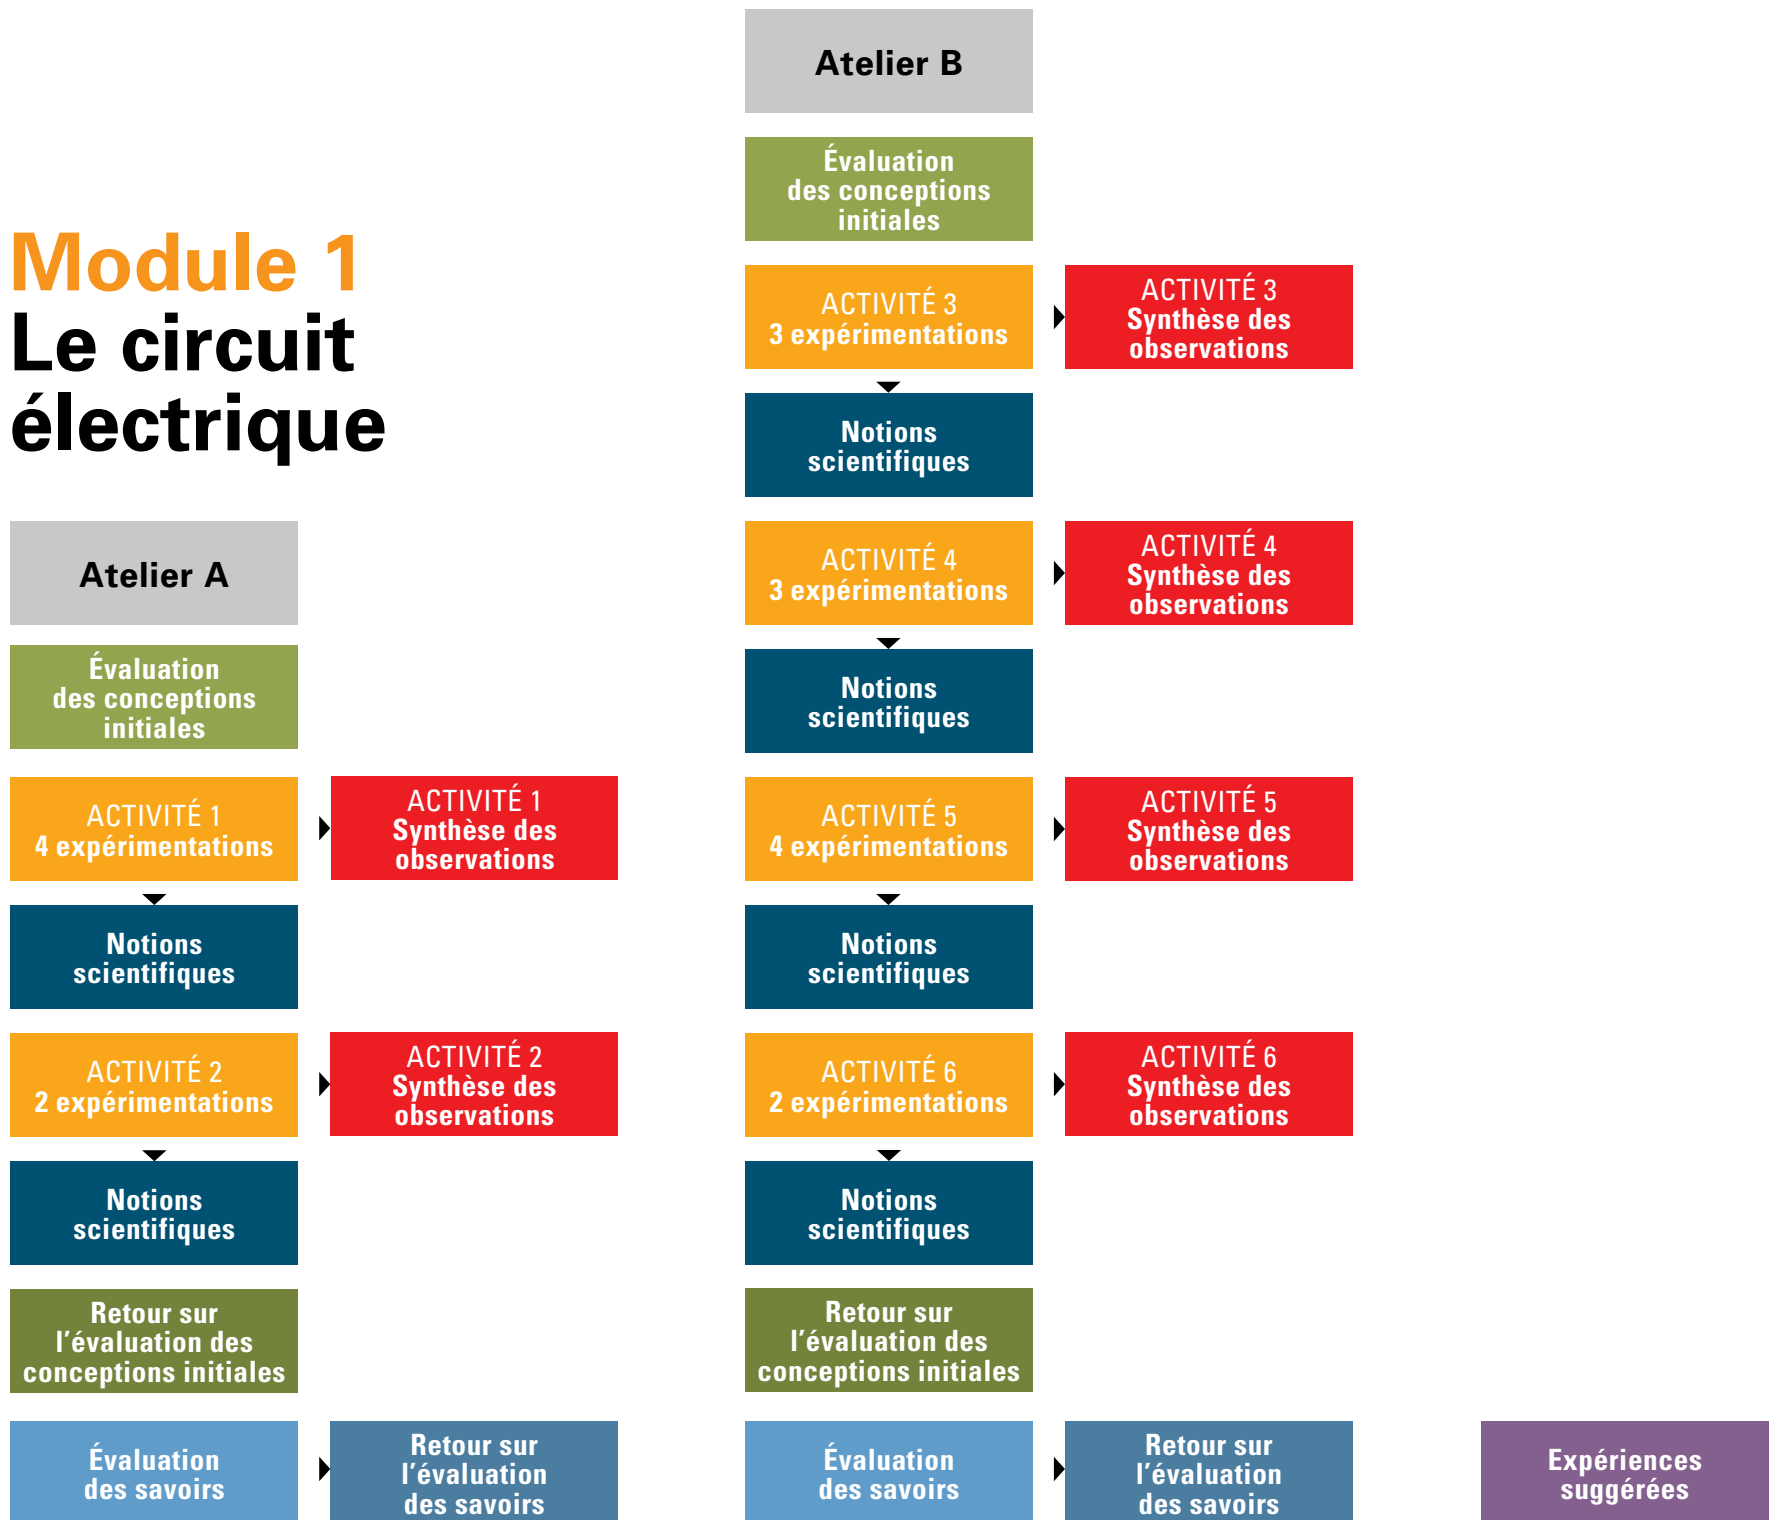 Module 1
Le circuit
électrique
Atelier A
Évaluation
des conceptions
initiales
ACTIVITÉ 1
4 expérimentations
ACTIVITÉ 1
Synthèse des
observations
Notions
scientifiques
ACTIVITÉ 2
2 expérimentations
ACTIVITÉ 2
Synthèse des
observations
Notions
scientifiques
Retour sur
l’évaluation des
conceptions initiales
Évaluation
des savoirs
Retour sur
l’évaluation
des savoirs
Atelier B
Évaluation
des conceptions
initiales
ACTIVITÉ 3
3 expérimentations
ACTIVITÉ 3
Synthèse des
observations
Notions
scientifiques
ACTIVITÉ 4
3 expérimentations
ACTIVITÉ 4
Synthèse des
observations
Notions
scientifiques
ACTIVITÉ 5
4 expérimentations
ACTIVITÉ 5
Synthèse des
observations
Notions
scientifiques
ACTIVITÉ 6
2 expérimentations
ACTIVITÉ 6
Synthèse des
observations
Notions
scientifiques
Retour sur
l’évaluation des
conceptions initiales
Évaluation
des savoirs
Retour sur
l’évaluation
des savoirs
Expériences
suggérées